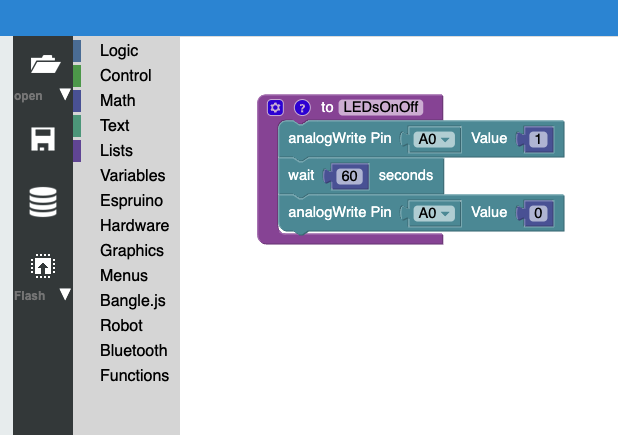 open
Flash
Logic
Control
Math
Text
Lists
Variables
Espruino
Hardware
Graphics
Menus
Bangle.js
Robot
Bluetooth
Functions
? to LEDsOnOff
analogWrite Pin A0 Value 1
wait 60 seconds
analogWrite Pin A0 Value 0